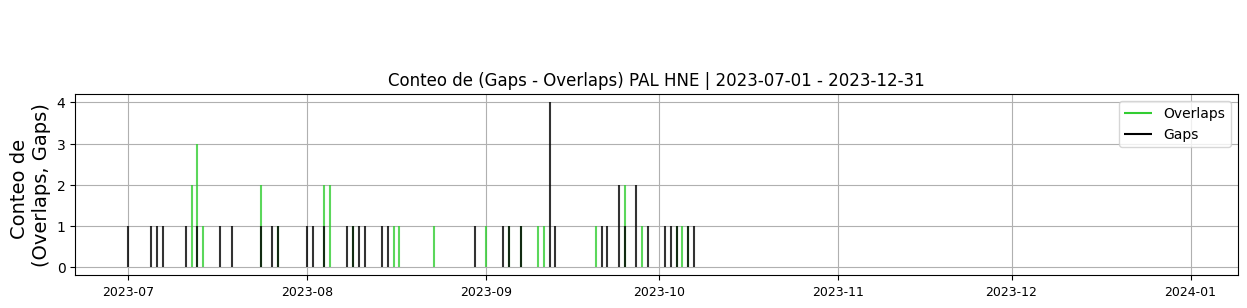 Conteo de (Gaps - Overlaps) PAL HNE | 2023-07-01 - 2023-12-31
Conteo de
(Overlaps, Gaps)
4
3
2
1
0
Overlaps
Gaps
2023-07
2023-08
2023-09
2023-10
2023-11
2023-12
2024-01